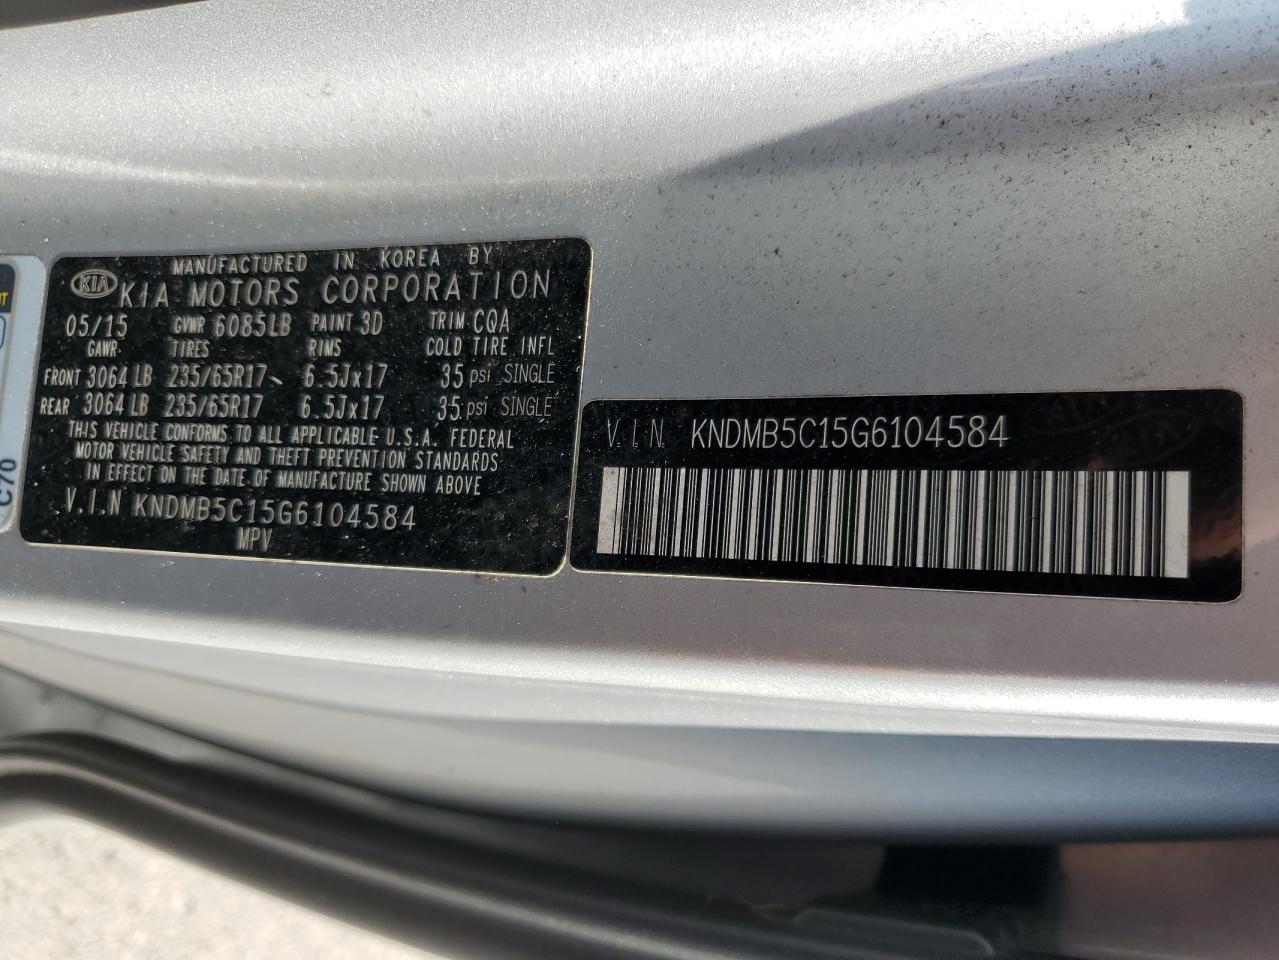 MANUFACTURED IN KOREA BY
KIA KIA MOTORS CORPORATION
05/15 GVWR 6085LB PAINT 3D TRIM CQA
GAWR TIRES RIMS COLD TIRE INFL
FRONT 3064 LB 235/65R17 6.5Jx17 35 psi SINGLE
REAR 3064 LB 235/65R17 6.5Jx17 35 psi SINGLE
THIS VEHICLE CONFORMS TO ALL APPLICABLE U.S.A. FEDERAL
MOTOR VEHICLE SAFETY AND THEFT PREVENTION STANDARDS
IN EFFECT ON THE DATE OF MANUFACTURE SHOWN ABOVE
V.I.N KNDMB5C15G6104584
MPV
V.I.N KNDMB5C15G6104584
C70